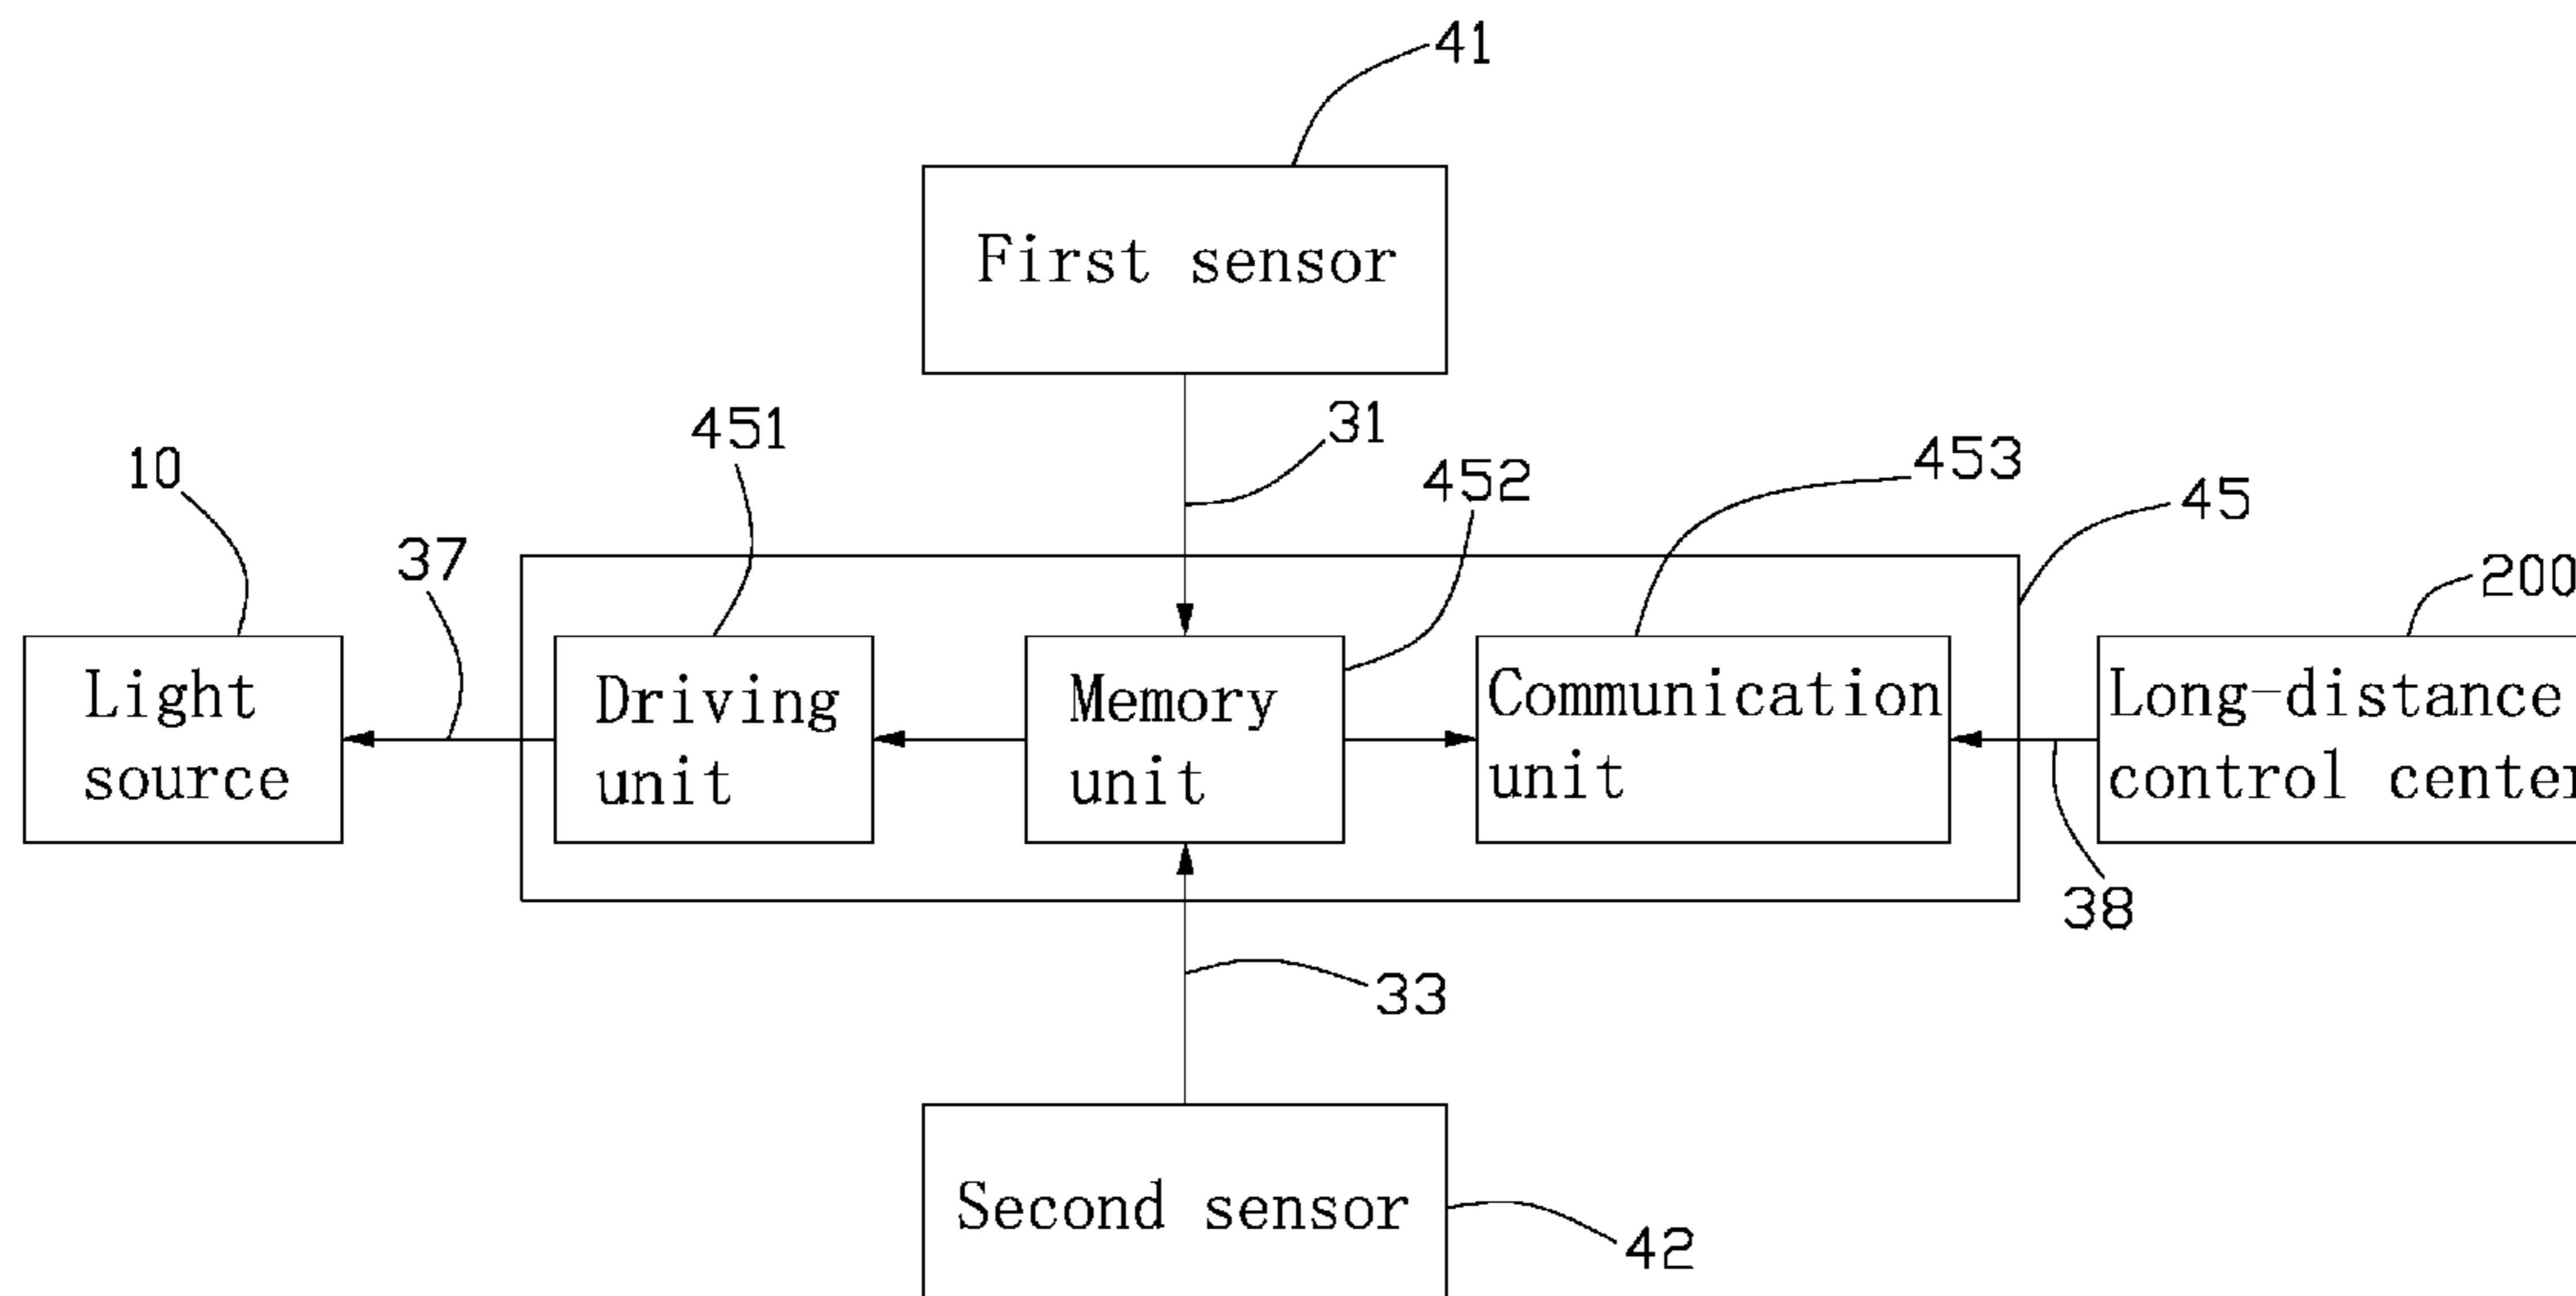 41
First sensor
31
451
10
452
453
45
37
200
Light
source
Driving
unit
Memory
unit
Communication
unit
Long-distance
control center
38
33
Second sensor
42